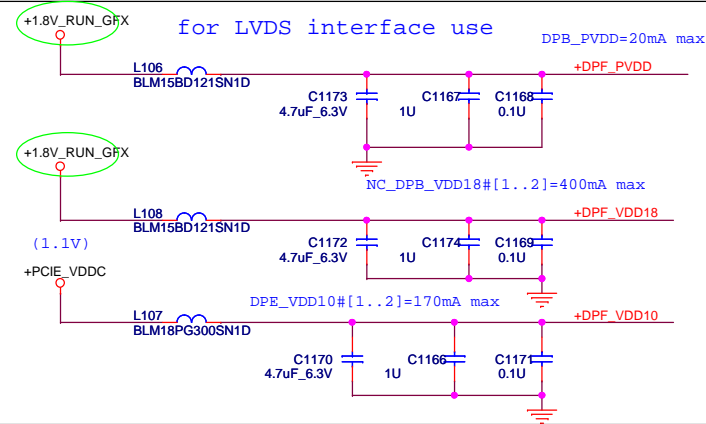 +1.8V_RUN_GFX
for LVDS interface use
DPB_PVDD=20mA max
L106
BLM15BD121SN1D
+DPF_PVDD
C1173
4.7uF_6.3V
C1167
1U
C1168
0.1U
+1.8V_RUN_GFX
NC_DPB_VDD18#[1..2]=400mA max
L108
BLM15BD121SN1D
+DPF_VDD18
(1.1V)
C1172
4.7uF_6.3V
C1174
1U
C1169
0.1U
+PCIE_VDDC
DPE_VDD10#[1..2]=170mA max
L107
BLM18PG300SN1D
+DPF_VDD10
C1170
4.7uF_6.3V
C1166
1U
C1171
0.1U